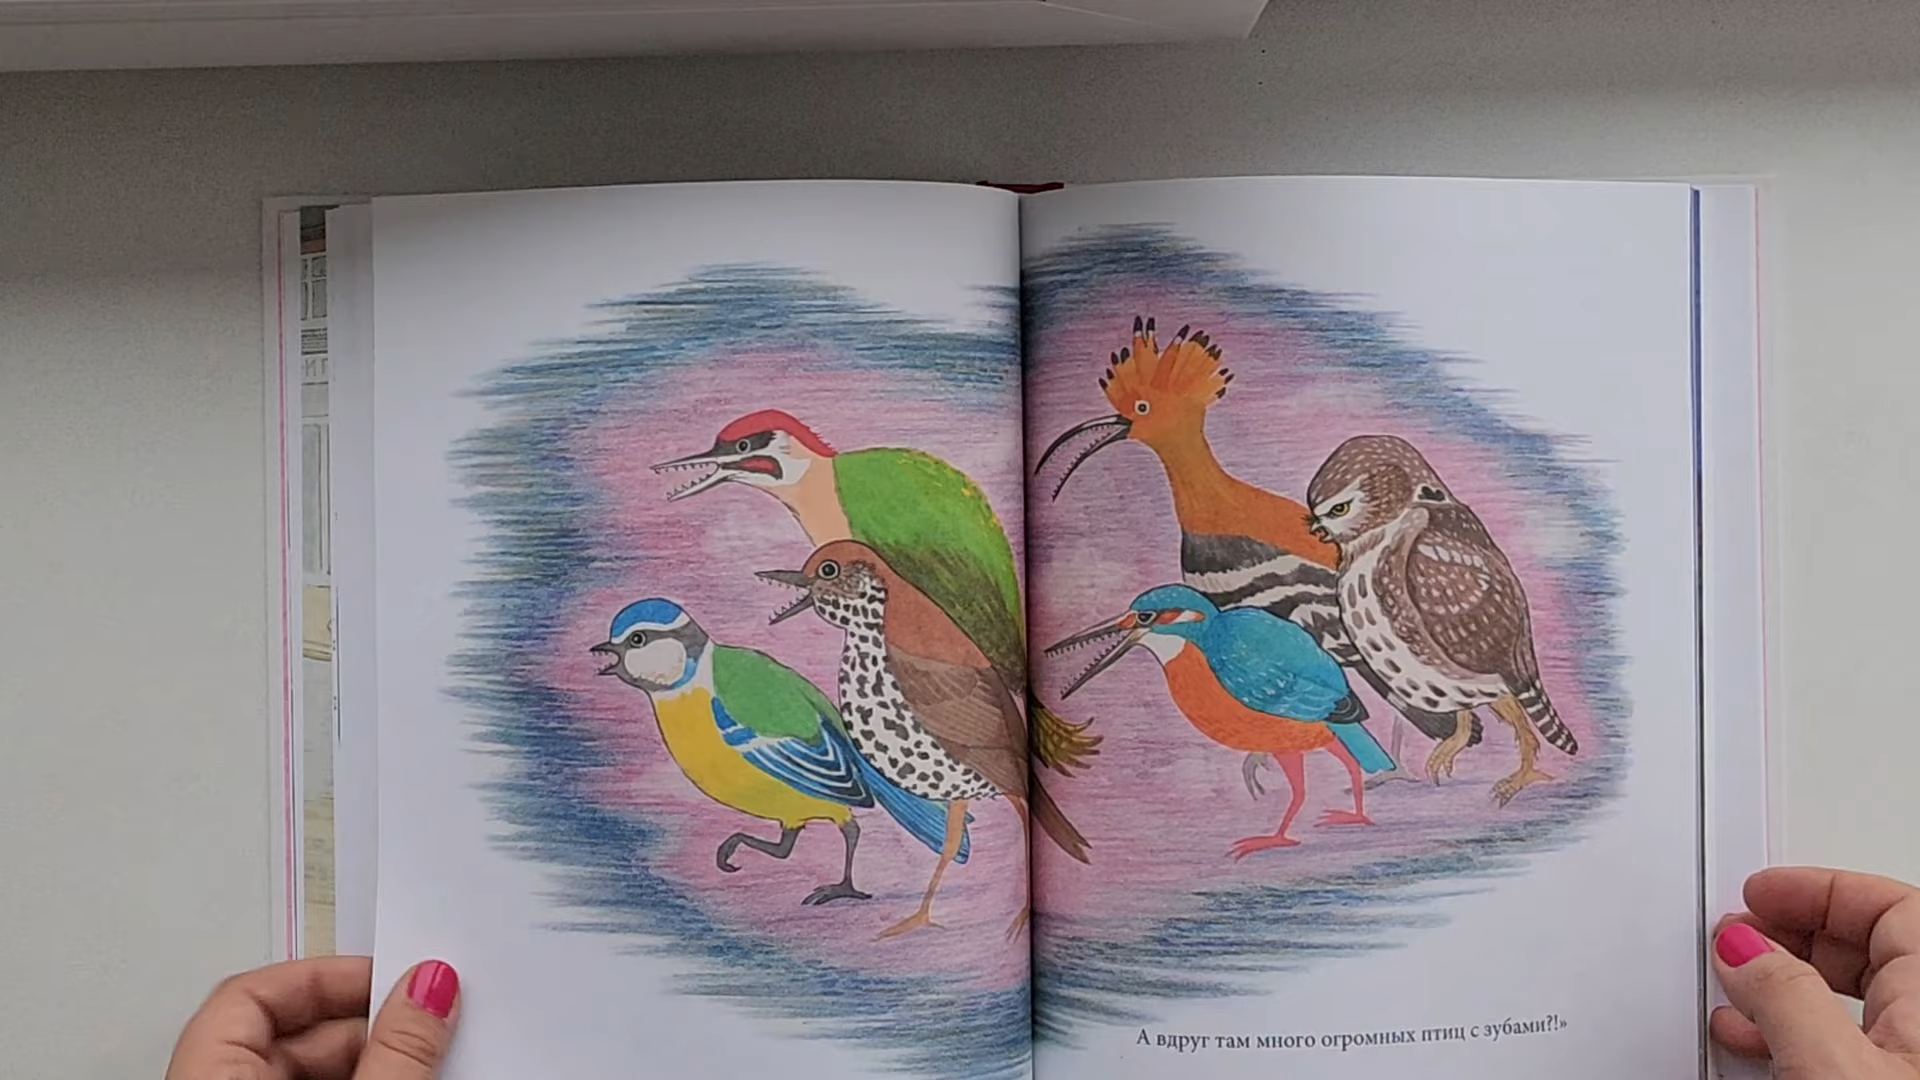 А вдруг там много огромных птиц с зубами?!»